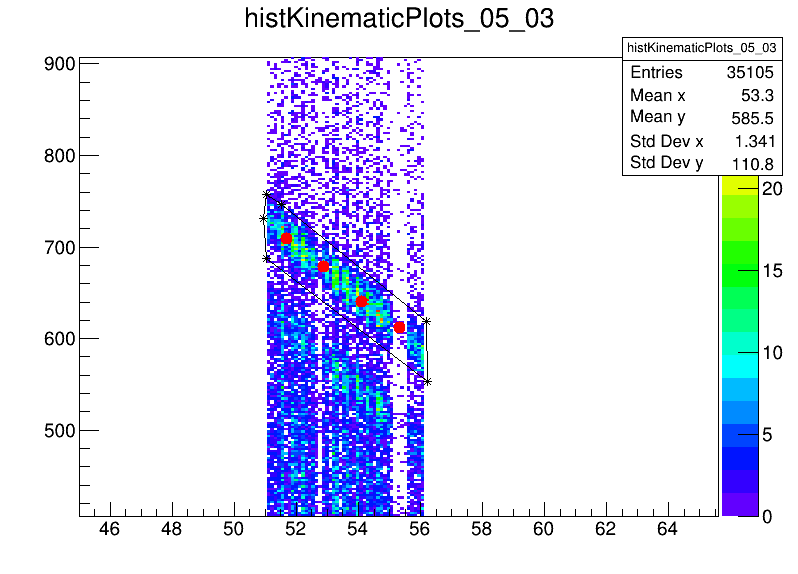 histKinematicPlots_05_03
histKinematicPlots_05_03
Entries 35105
Mean x 53.3
Mean y 585.5
Std Dev x 1.341
Std Dev y 110.8
900
800
700
600
500
46 48 50 52 54 56 58 60 62 64
20
15
10
5
0